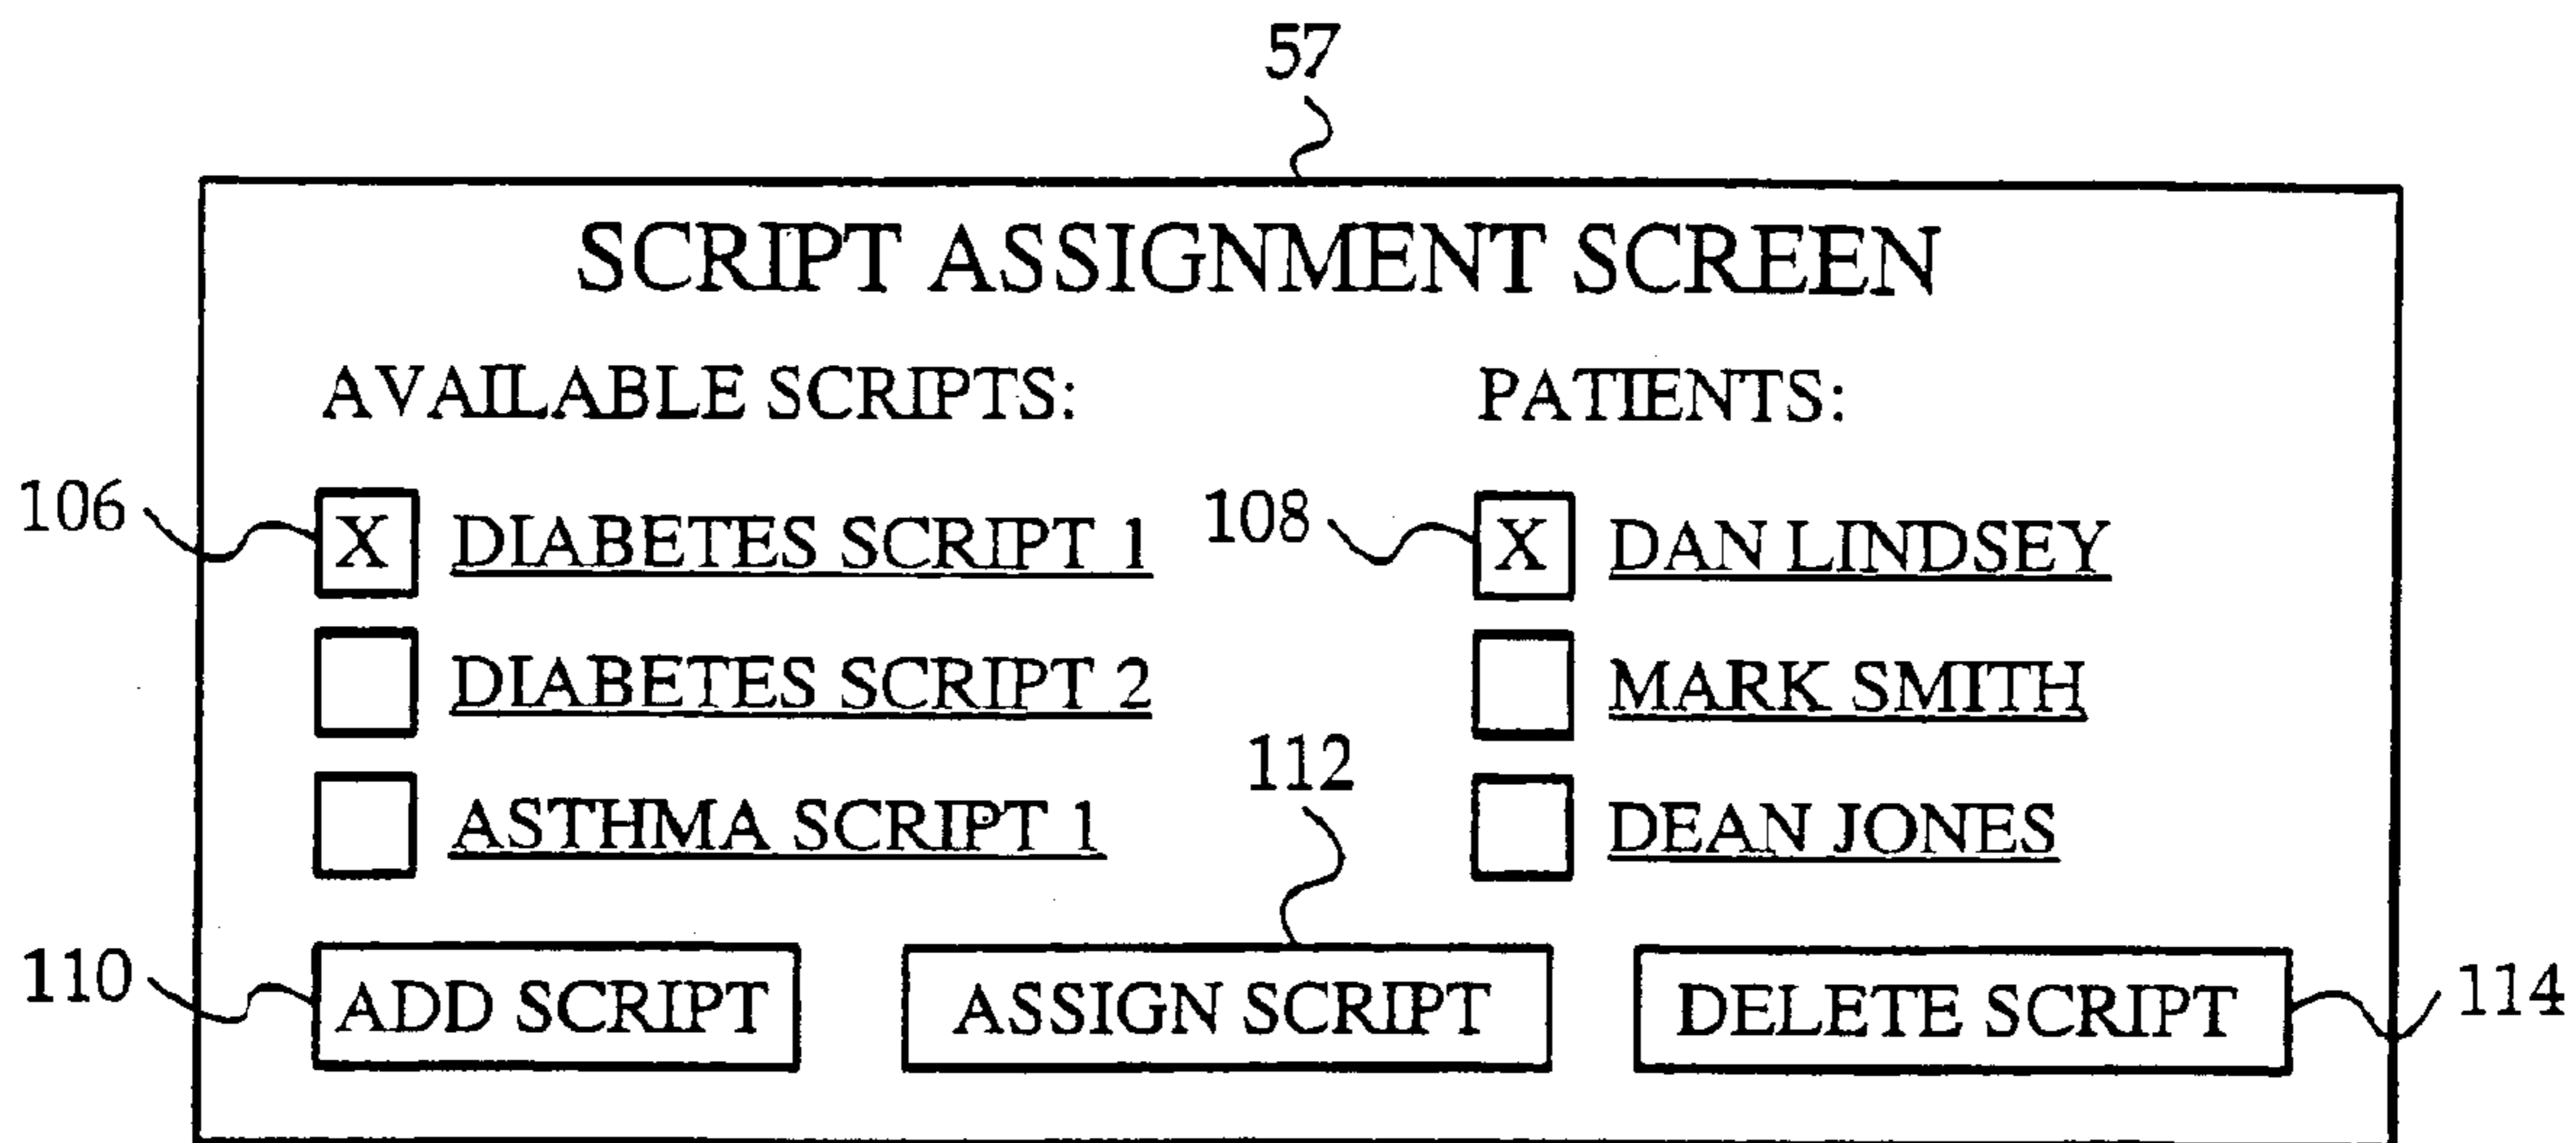 57
SCRIPT ASSIGNMENT SCREEN
AVAILABLE SCRIPTS: PATIENTS:
106 X DIABETES SCRIPT 1 108 X DAN LINDSEY
DIABETES SCRIPT 2 MARK SMITH
112
ASTHMA SCRIPT 1 DEAN JONES
110 ADD SCRIPT ASSIGN SCRIPT DELETE SCRIPT 114